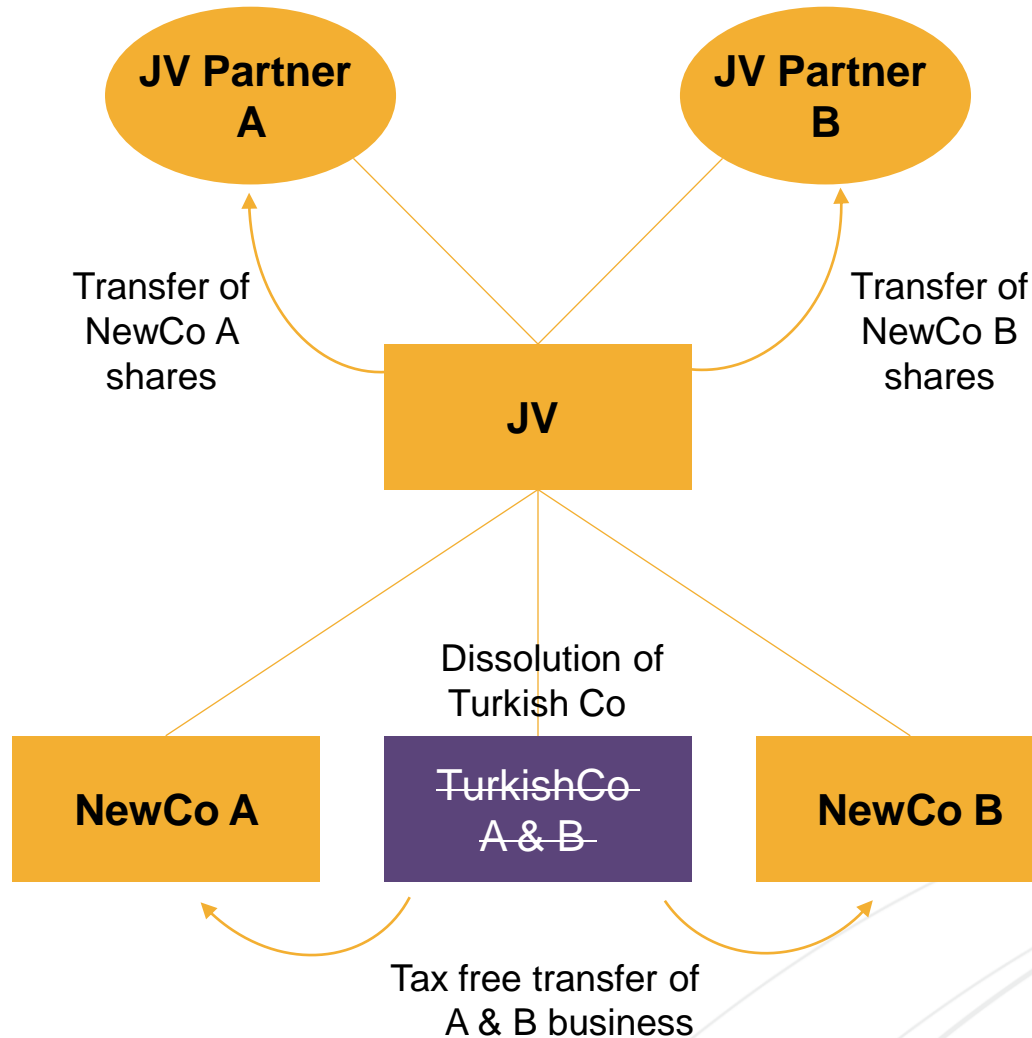 JV Partner
A
JV Partner
B
Transfer of
NewCo A
shares
Transfer of
NewCo B
shares
JV
Dissolution of
Turkish Co
NewCo A
TurkishCo
A & B
NewCo B
Tax free transfer of
A & B business